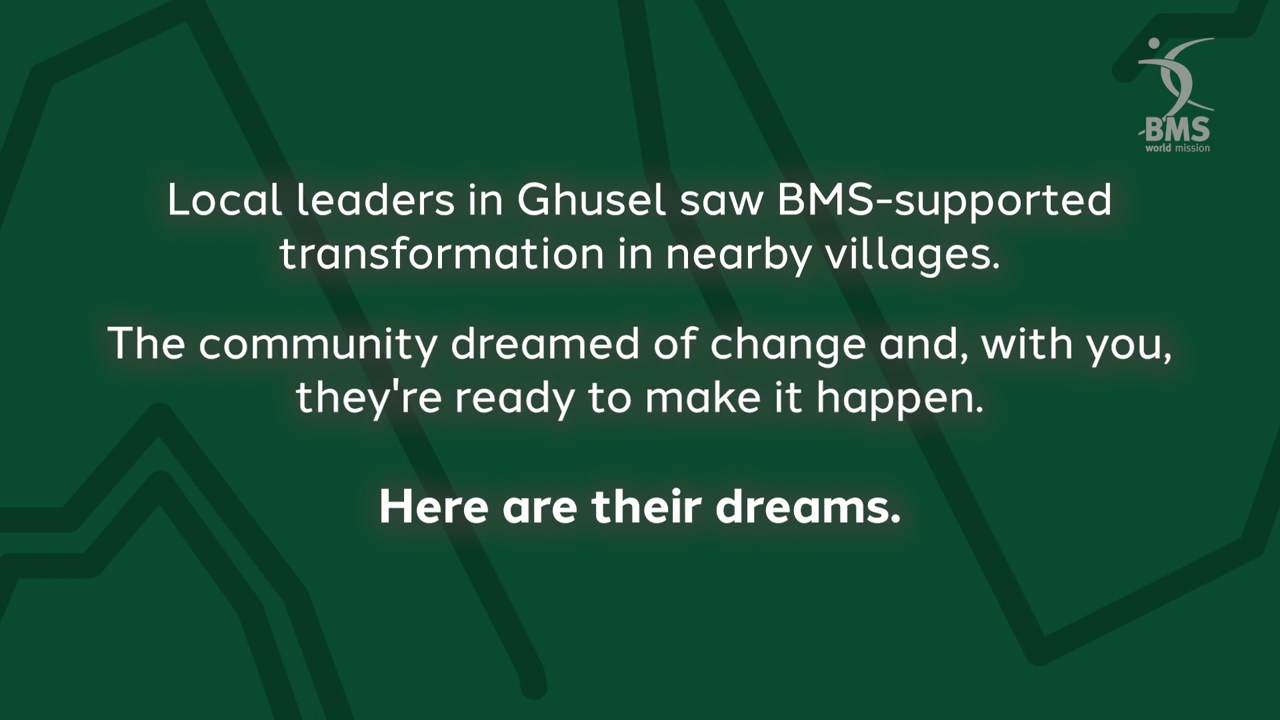 BMS
world mission
Local leaders in Ghusel saw BMS-supported
transformation in nearby villages.
The community dreamed of change and, with you,
they're ready to make it happen.
Here are their dreams.